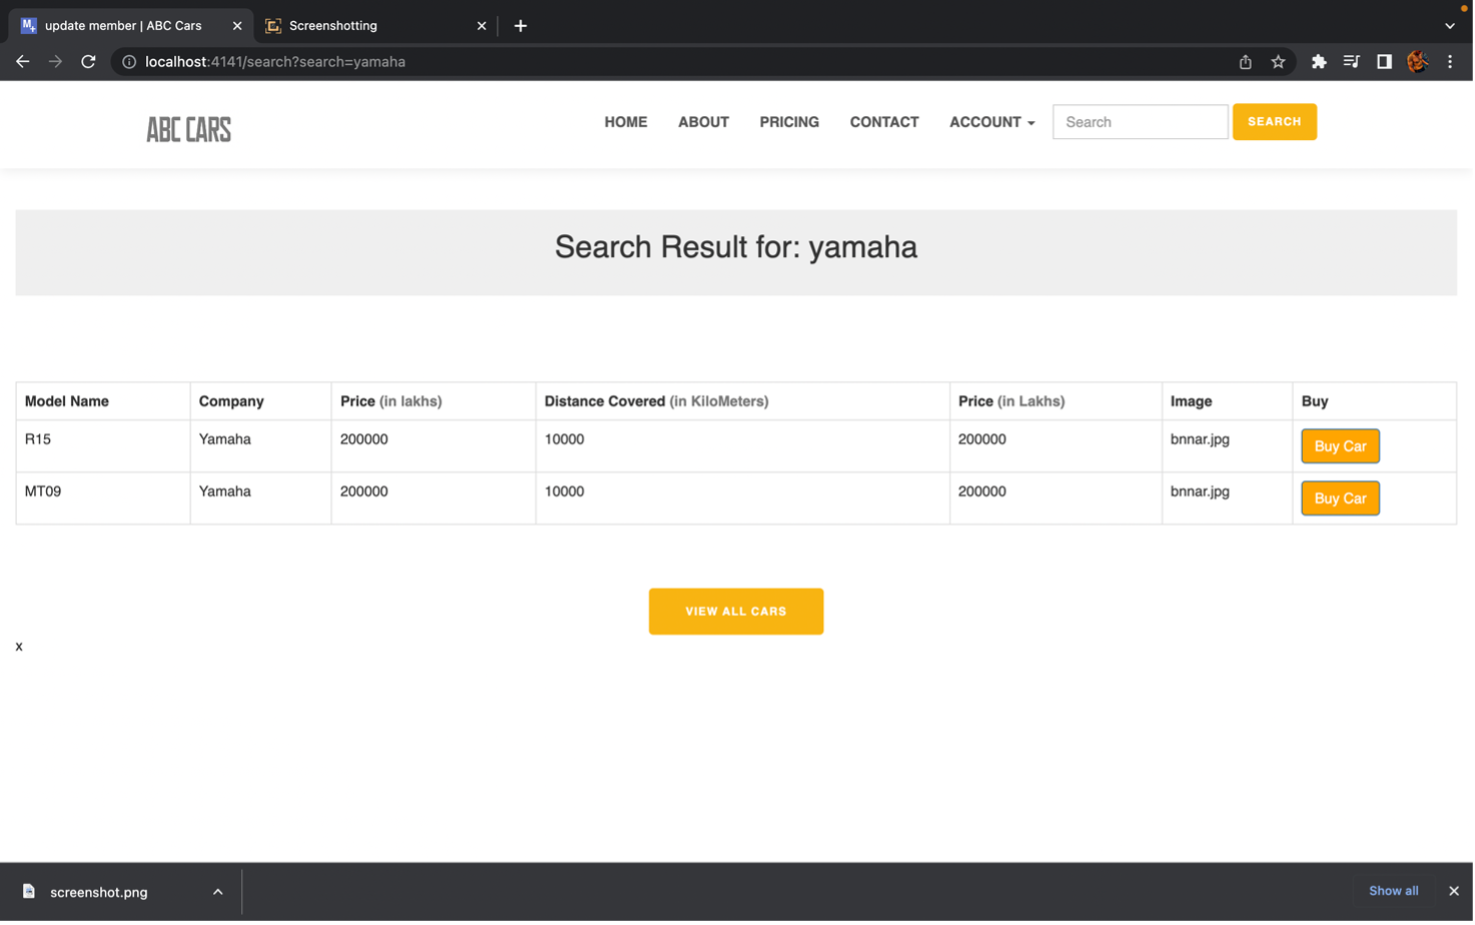 update member | ABC Cars
Screenshotting
localhost:4141/search?search=yamaha
ABC CARS
HOME ABOUT PRICING CONTACT ACCOUNT Search SEARCH
Search Result for: yamaha
Model Name Company Price (in lakhs) Distance Covered (in KiloMeters) Price (in Lakhs) Image Buy
R15 Yamaha 200000 10000 200000 bnnar.jpg Buy Car
MT09 Yamaha 200000 10000 200000 bnnar.jpg Buy Car
VIEW ALL CARS
x
screenshot.png Show all